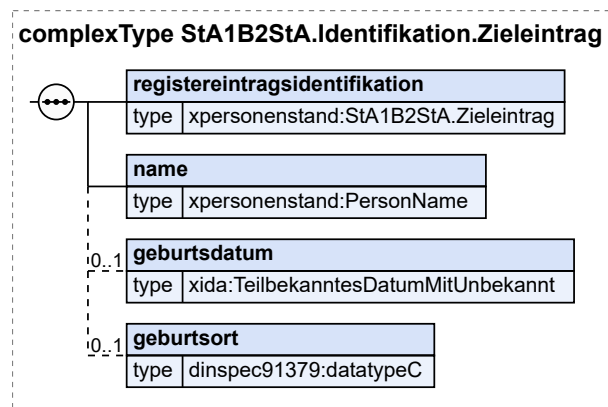 complexType StA1B2StA.Identifikation.Zieleintrag
registereintragsidentifikation
type xpersonenstand:StA1B2StA.Zieleintrag
name
type xpersonenstand:PersonName
0..1
geburtsdatum
type xida:TeilbekanntesDatumMitUnbekannt
0..1
geburtsort
type dinspec91379:datatypeC